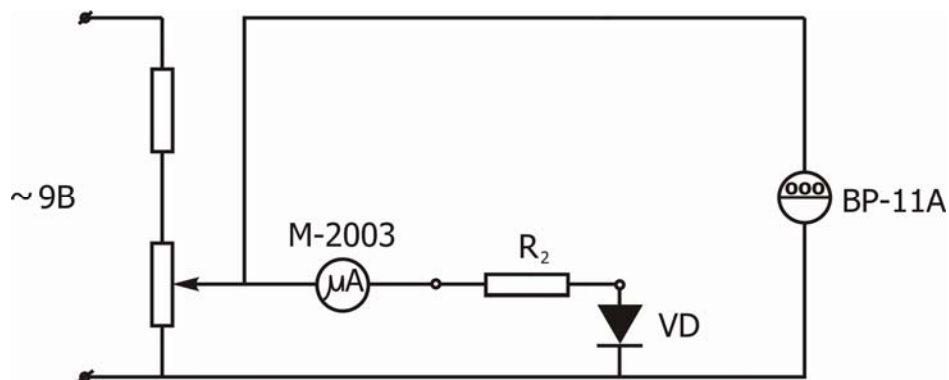 ~ 9В
М-2003
μA
R₂
VD
ВР-11А